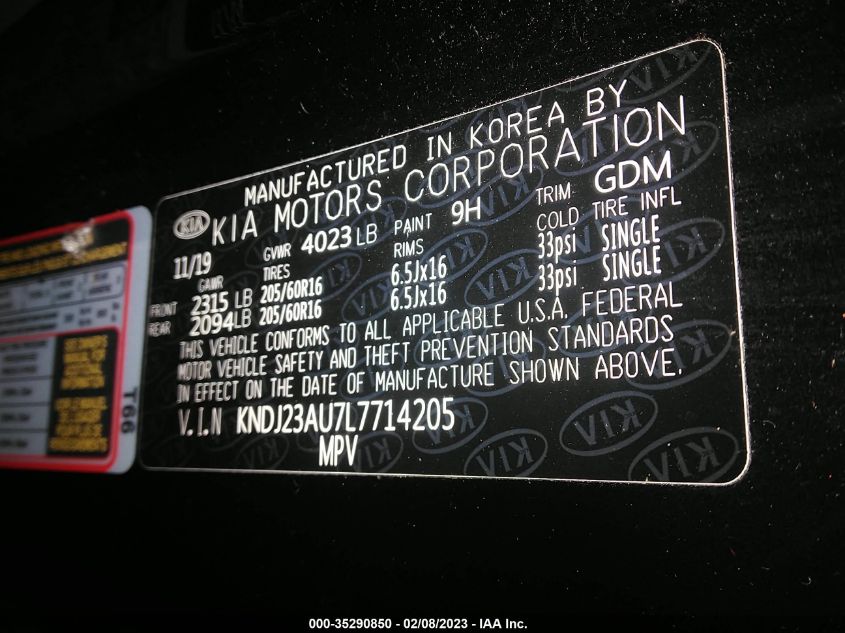 MANUFACTURED IN KOREA BY
KIA KIA MOTORS CORPORATION
11/19 GVWR 4023 LB PAINT 9H TRIM GDM
GAWR TIRES RIMS COLD TIRE INFL
FRONT 2315 LB 205/60R16 6.5Jx16 33psi SINGLE
REAR 2094LB 205/60R16 6.5Jx16 33psi SINGLE
THIS VEHICLE CONFORMS TO ALL APPLICABLE U.S.A. FEDERAL
MOTOR VEHICLE SAFETY AND THEFT PREVENTION STANDARDS
IN EFFECT ON THE DATE OF MANUFACTURE SHOWN ABOVE.
V.I.N KNDJ23AU7L7714205
MPV
T66
000-35290850 - 02/08/2023 - IAA Inc.